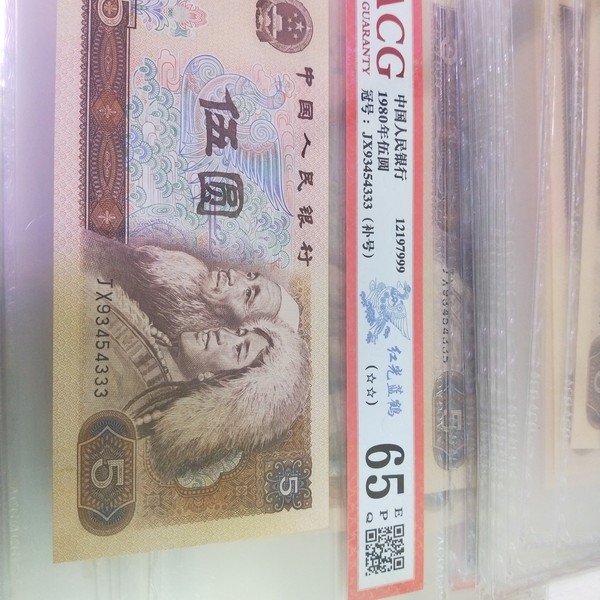 中国人民银行
伍圆
JX93454333
5
5
ACG
GUARANTY
中国人民银行 12197999
1980年伍圆
冠号：JX93454333（补号）
红光蓝鹤
(☆☆)
65
EPQ